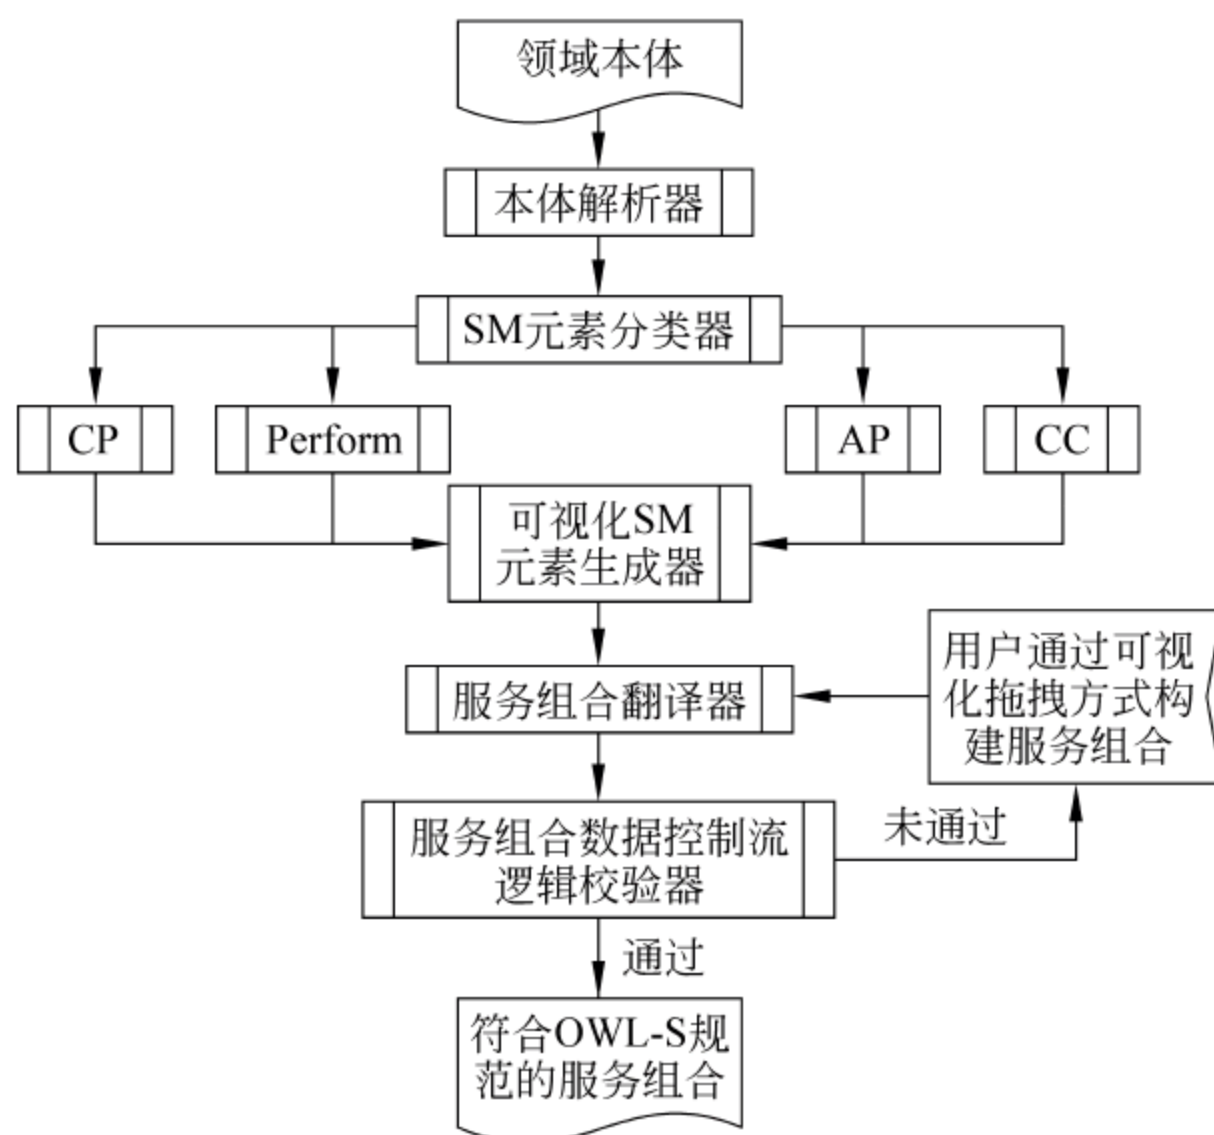 领域本体
本体解析器
SM元素分类器
CP
Perform
AP
CC
可视化SM
元素生成器
用户通过可视
化拖拽方式构
建服务组合
服务组合翻译器
服务组合数据控制流
逻辑校验器
未通过
通过
符合OWL-S规
范的服务组合